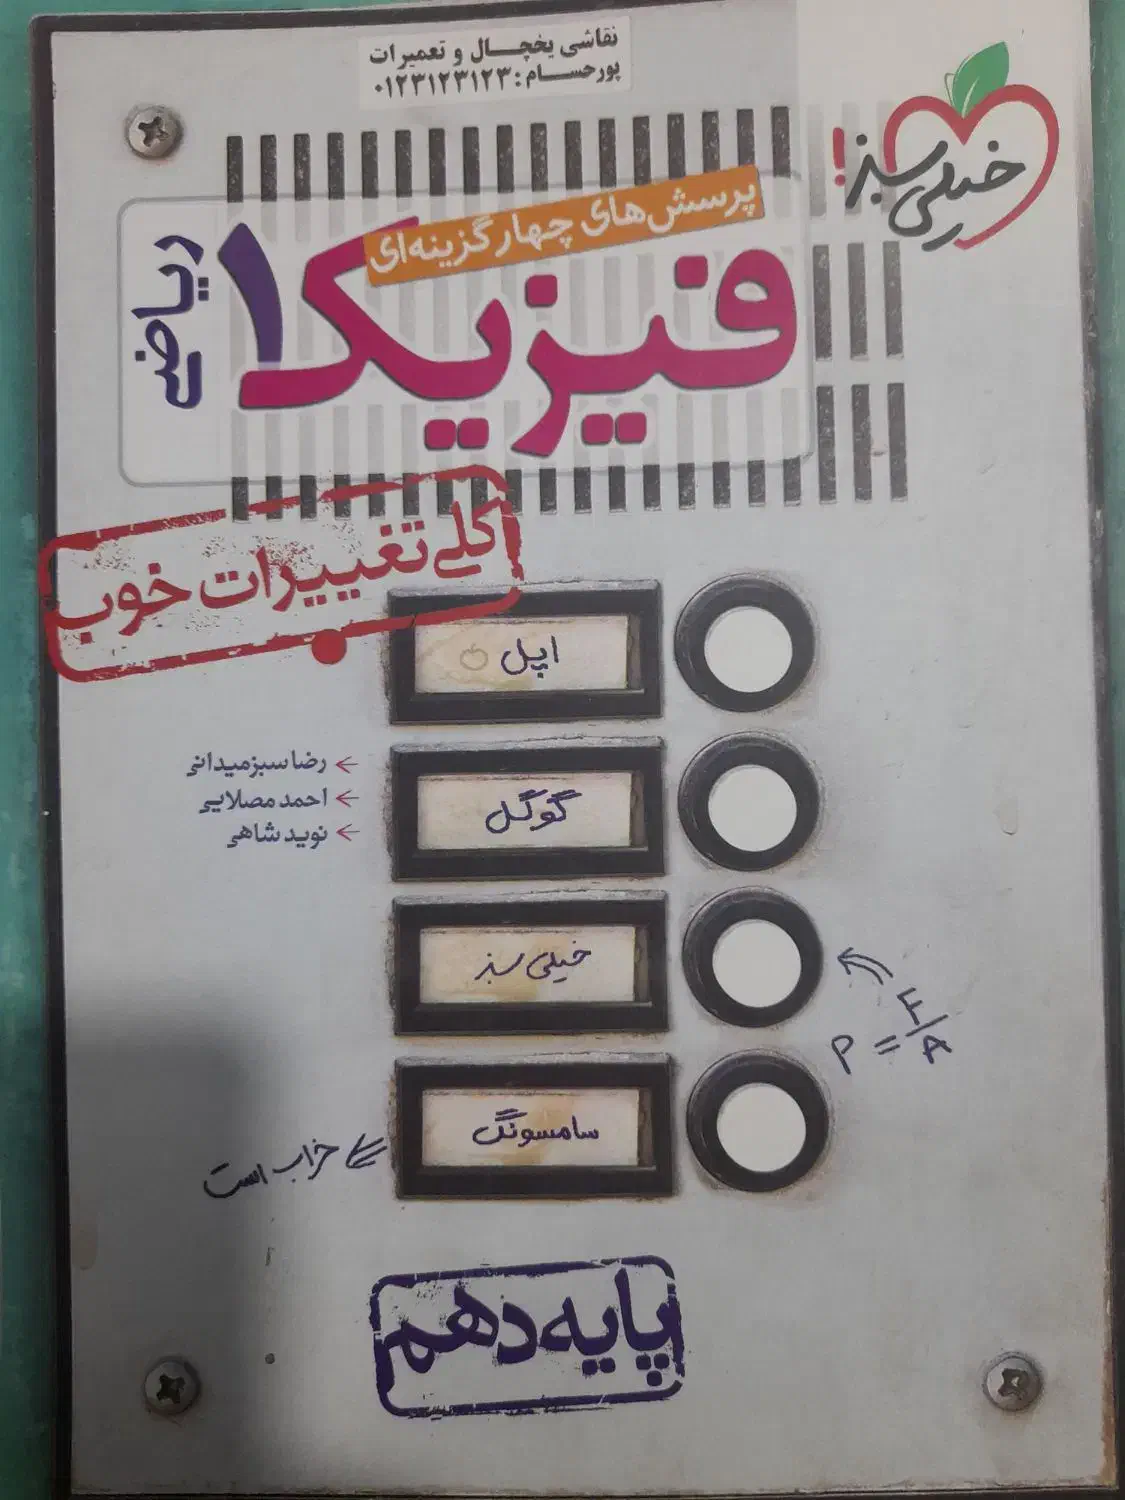 نقاشی یخچال و تعمیرات
پورحسام: ۰۱۲۳۱۲۳۱۲۳
خیلی سبز!
پرسش‌های چهارگزینه‌ای
فیزیک ۱
ریاضی
کلی تغییرات خوب
اپل
رضا سبزمیدانی
احمد مصلایی
نوید شاهی
گوگل
خیلی سبز
P = F/A
سامسونگ
خراب است
پایه دهم